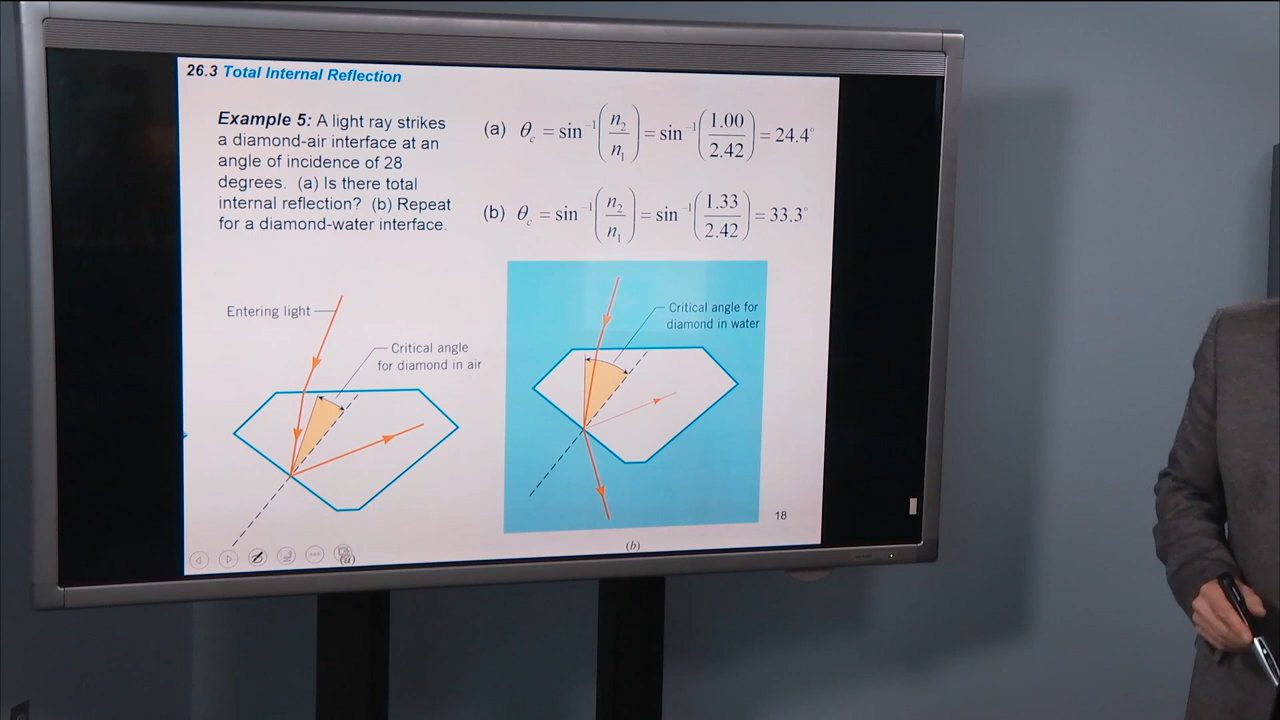 26.3 Total Internal Reflection
Example 5: A light ray strikes
a diamond-air interface at an
angle of incidence of 28
degrees. (a) Is there total
internal reflection? (b) Repeat
for a diamond-water interface.
(a) θc = sin⁻¹(n₂/n₁) = sin⁻¹(1.00/2.42) = 24.4°
(b) θc = sin⁻¹(n₂/n₁) = sin⁻¹(1.33/2.42) = 33.3°
Entering light
Critical angle
for diamond in air
(a)
Critical angle for
diamond in water
(b)
18